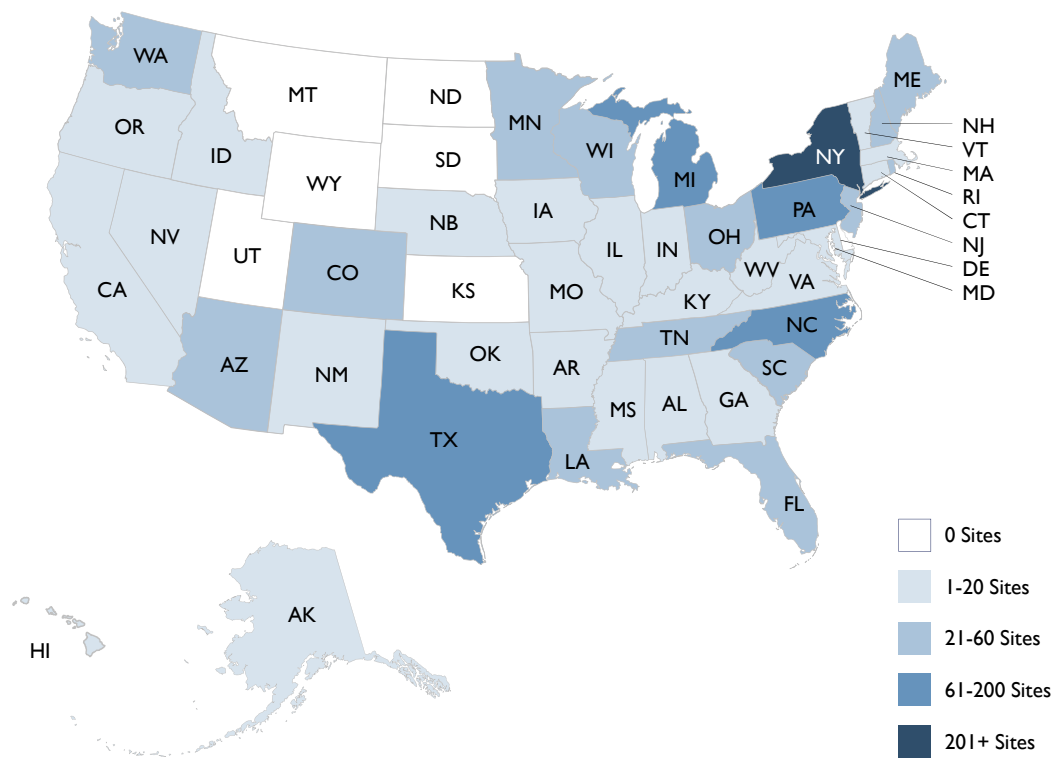 WA
MT
ND
MN
ME
OR
ID
SD
WI
NH
VT
NY
MA
WY
MI
RI
NV
NB
IA
PA
CT
UT
CO
IL
IN
OH
NJ
DE
CA
KS
MO
WV
VA
MD
KY
AZ
NM
OK
AR
TN
NC
SC
MS
AL
GA
TX
LA
FL
AK
HI
0 Sites
1-20 Sites
21-60 Sites
61-200 Sites
201+ Sites